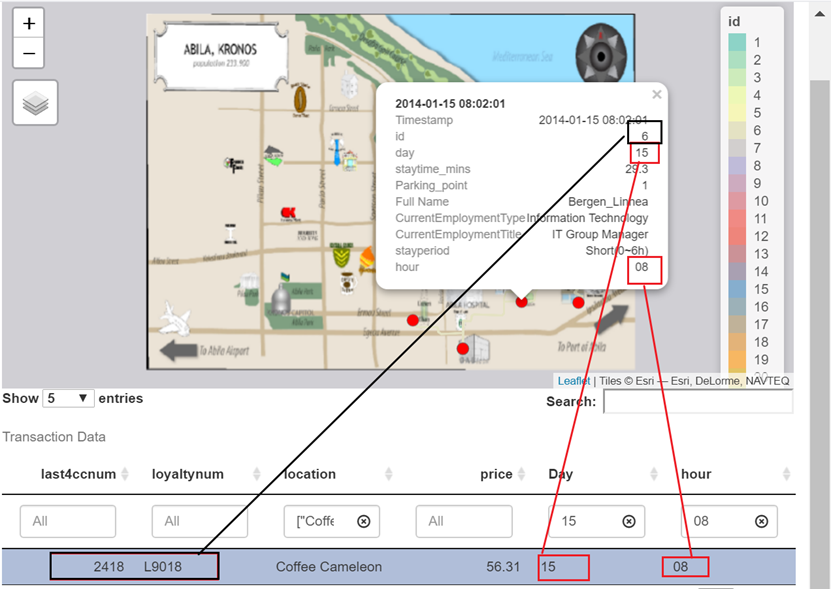 +
−
ABILA, KRONOS
population 233,900
Mediterranean Sea
id
1
2
3
4
5
6
7
8
9
10
11
12
13
14
15
16
17
18
19
×
2014-01-15 08:02:01
Timestamp 2014-01-15 08:02:01
id 6
day 15
staytime_mins 29.3
Parking_point 1
Full Name Bergen_Linnea
CurrentEmploymentType Information Technology
CurrentEmploymentTitle IT Group Manager
stayperiod Short(0~6h)
hour 08
ABILA HOSPITAL
To Abila Airport
To Port of Abila
Leaflet | Tiles © Esri — Esri, DeLorme, NAVTEQ
Show 5 entries
Search:
Transaction Data
last4ccnum loyaltynum location price Day hour
All All ["Coffe All 15 08
2418 L9018 Coffee Cameleon 56.31 15 08